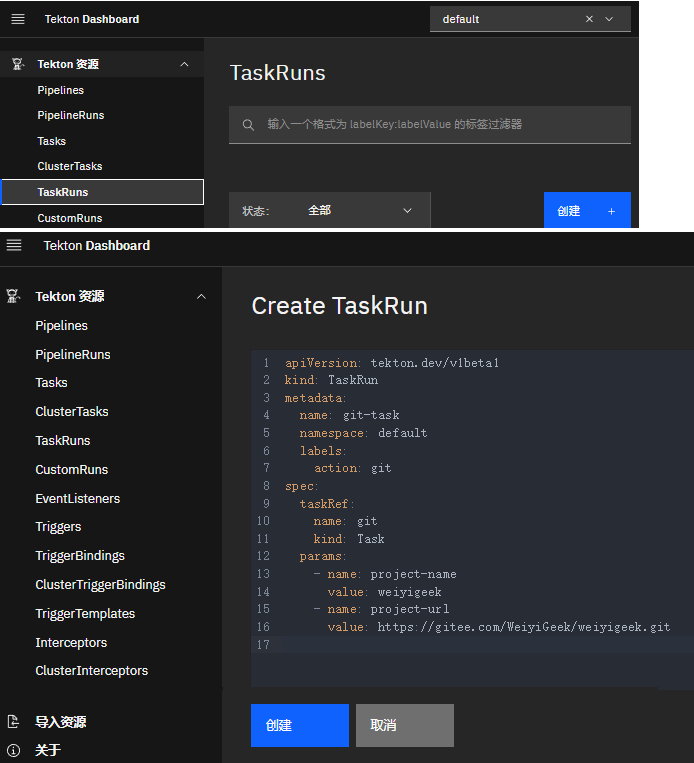 Tekton Dashboard
default
Tekton 资源
Pipelines
PipelineRuns
Tasks
ClusterTasks
TaskRuns
CustomRuns
TaskRuns
输入一个格式为 labelKey:labelValue 的标签过滤器
状态: 全部
创建 +
Tekton Dashboard
Tekton 资源
Pipelines
PipelineRuns
Tasks
ClusterTasks
TaskRuns
CustomRuns
EventListeners
Triggers
TriggerBindings
ClusterTriggerBindings
TriggerTemplates
Interceptors
ClusterInterceptors
导入资源
关于
Create TaskRun
1 apiVersion: tekton.dev/v1beta1
2 kind: TaskRun
3 metadata:
4 name: git-task
5 namespace: default
6 labels:
7 action: git
8 spec:
9 taskRef:
10 name: git
11 kind: Task
12 params:
13 - name: project-name
14 value: weiyigeek
15 - name: project-url
16 value: https://gitee.com/WeiyiGeek/weiyigeek.git
17
创建 取消